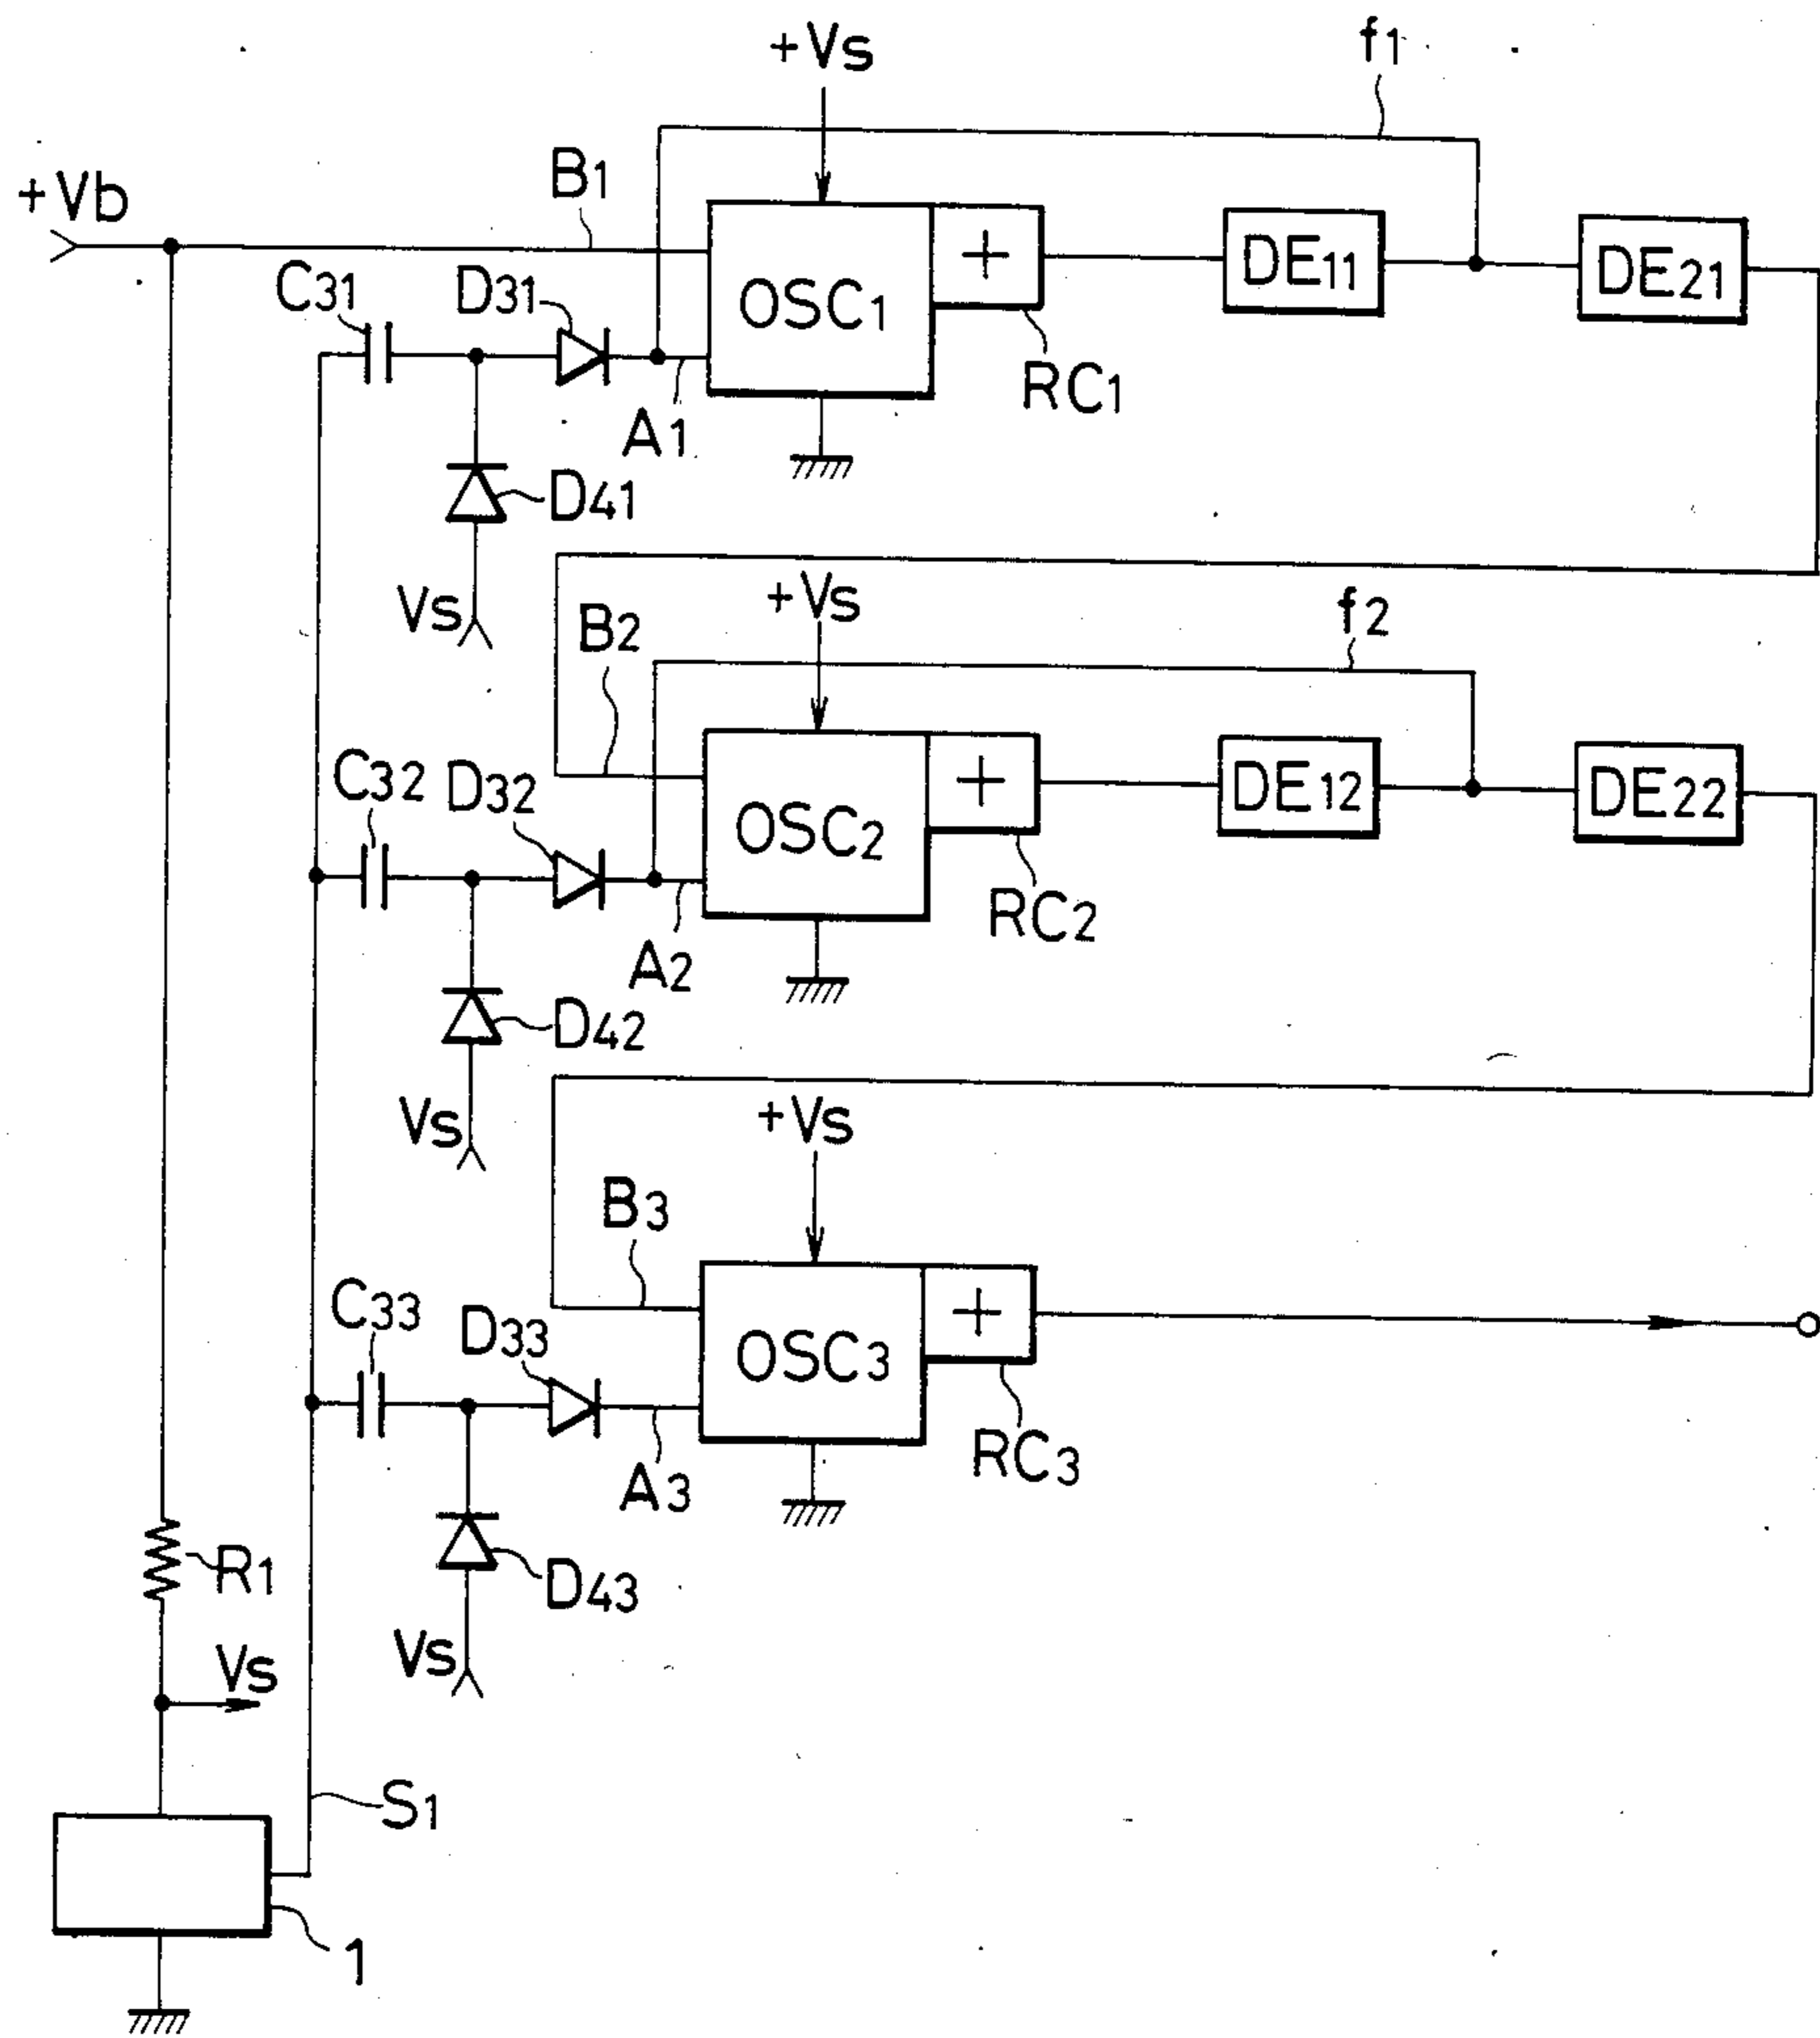 +Vs
f1
+Vb
B1
C31
D31
OSC1
+
DE11
DE21
RC1
A1
D41
Vs
+Vs
f2
B2
C32
D32
OSC2
+
DE12
DE22
RC2
A2
D42
Vs
+Vs
B3
C33
D33
OSC3
+
RC3
A3
R1
D43
Vs
Vs
S1
1